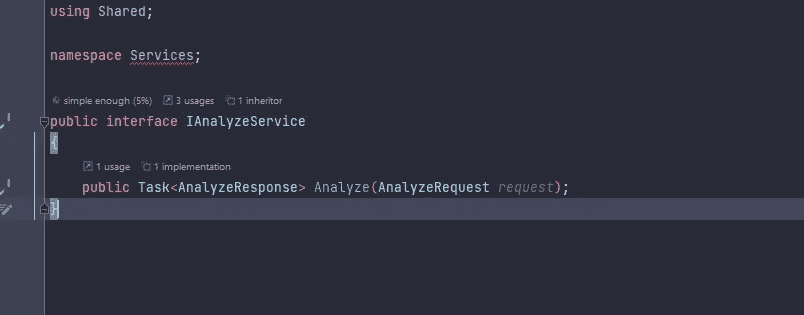 using Shared;
namespace Services;
simple enough (5%) 3 usages 1 inheritor
public interface IAnalyzeService
{
1 usage 1 implementation
public Task<AnalyzeResponse> Analyze(AnalyzeRequest request);
}